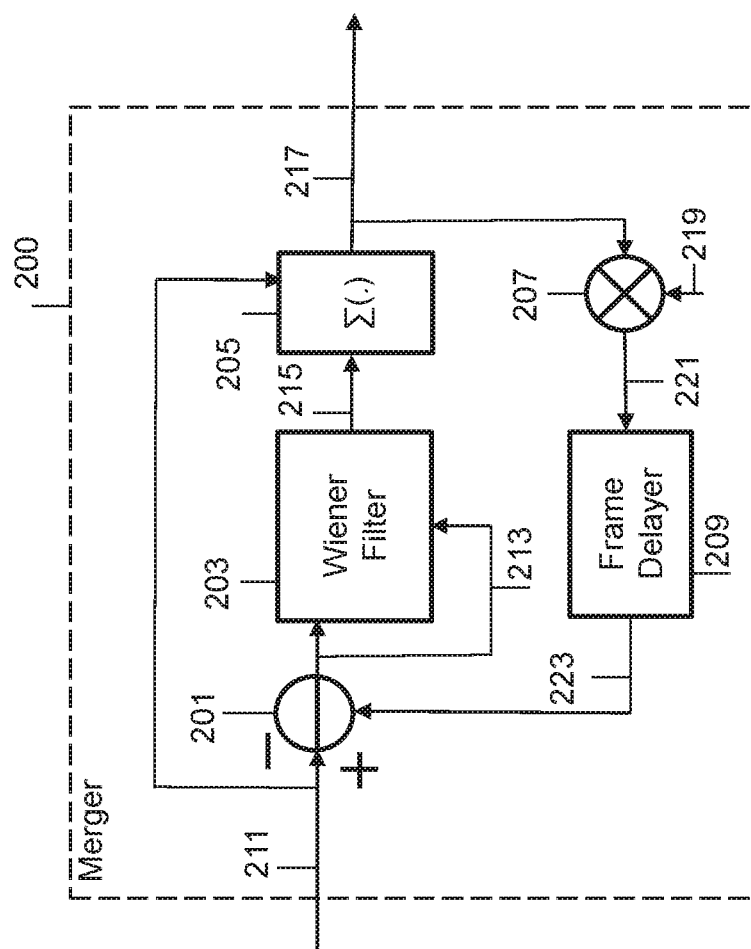 200
Merger
211
201
−
+
203
Wiener
Filter
213
215
205
Σ(.)
217
207
219
221
Frame
Delayer
209
223